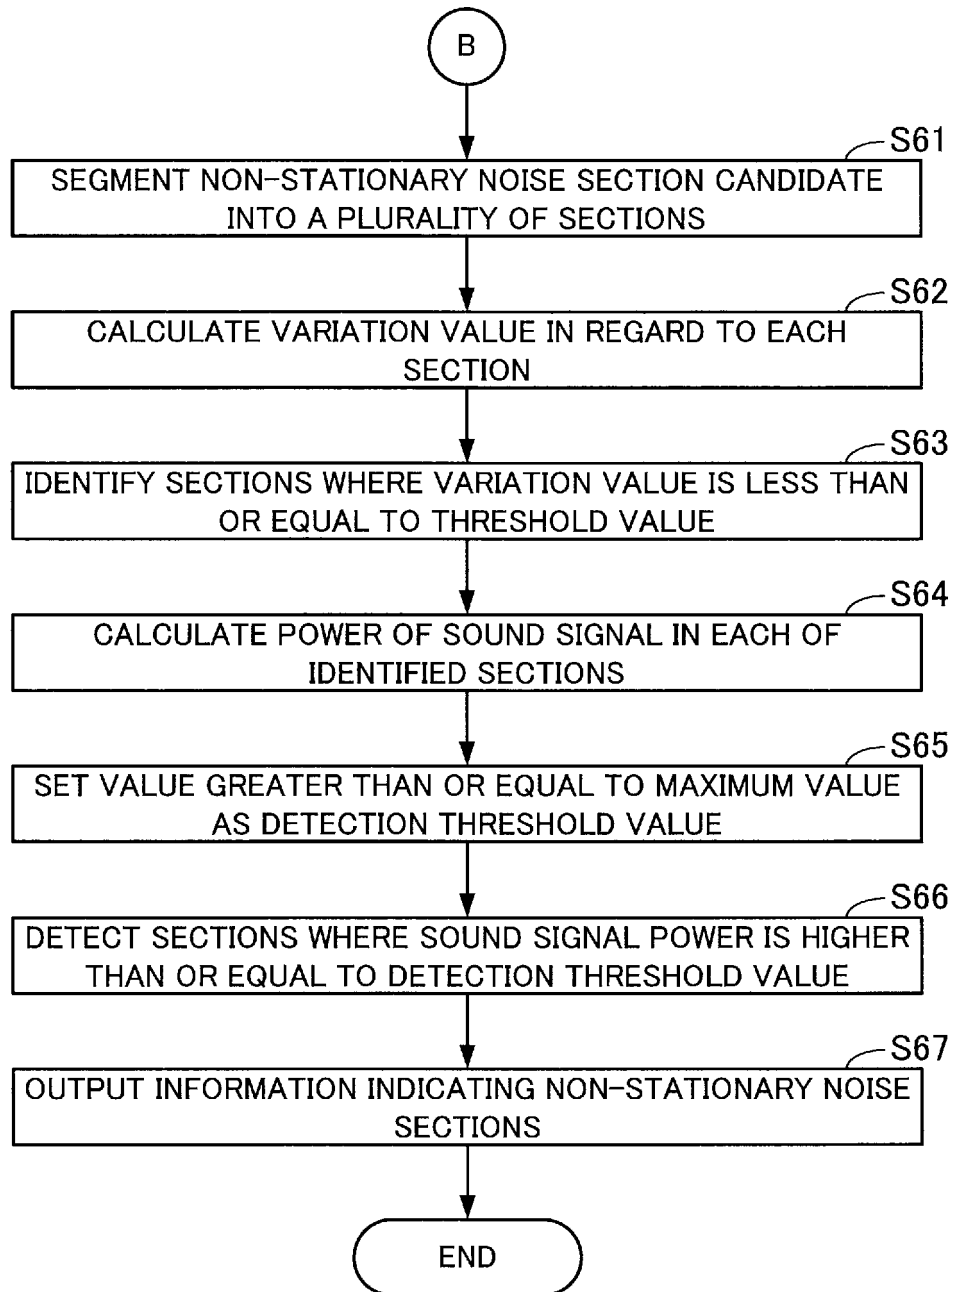 B
S61
SEGMENT NON-STATIONARY NOISE SECTION CANDIDATE
INTO A PLURALITY OF SECTIONS
S62
CALCULATE VARIATION VALUE IN REGARD TO EACH
SECTION
S63
IDENTIFY SECTIONS WHERE VARIATION VALUE IS LESS THAN
OR EQUAL TO THRESHOLD VALUE
S64
CALCULATE POWER OF SOUND SIGNAL IN EACH OF
IDENTIFIED SECTIONS
S65
SET VALUE GREATER THAN OR EQUAL TO MAXIMUM VALUE
AS DETECTION THRESHOLD VALUE
S66
DETECT SECTIONS WHERE SOUND SIGNAL POWER IS HIGHER
THAN OR EQUAL TO DETECTION THRESHOLD VALUE
S67
OUTPUT INFORMATION INDICATING NON-STATIONARY NOISE
SECTIONS
END